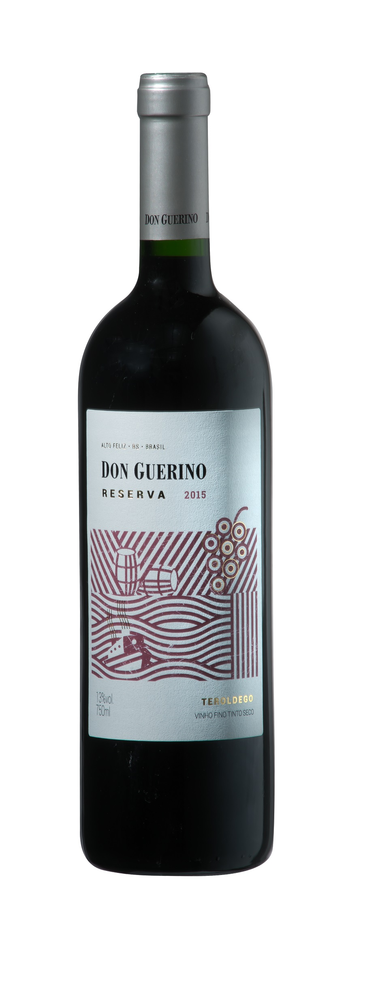 DON GUERINO
ALTO FELIZ • RS • BRASIL
DON GUERINO
RESERVA 2015
13%vol.
750ml
TEROLDEGO
VINHO FINO TINTO SECO